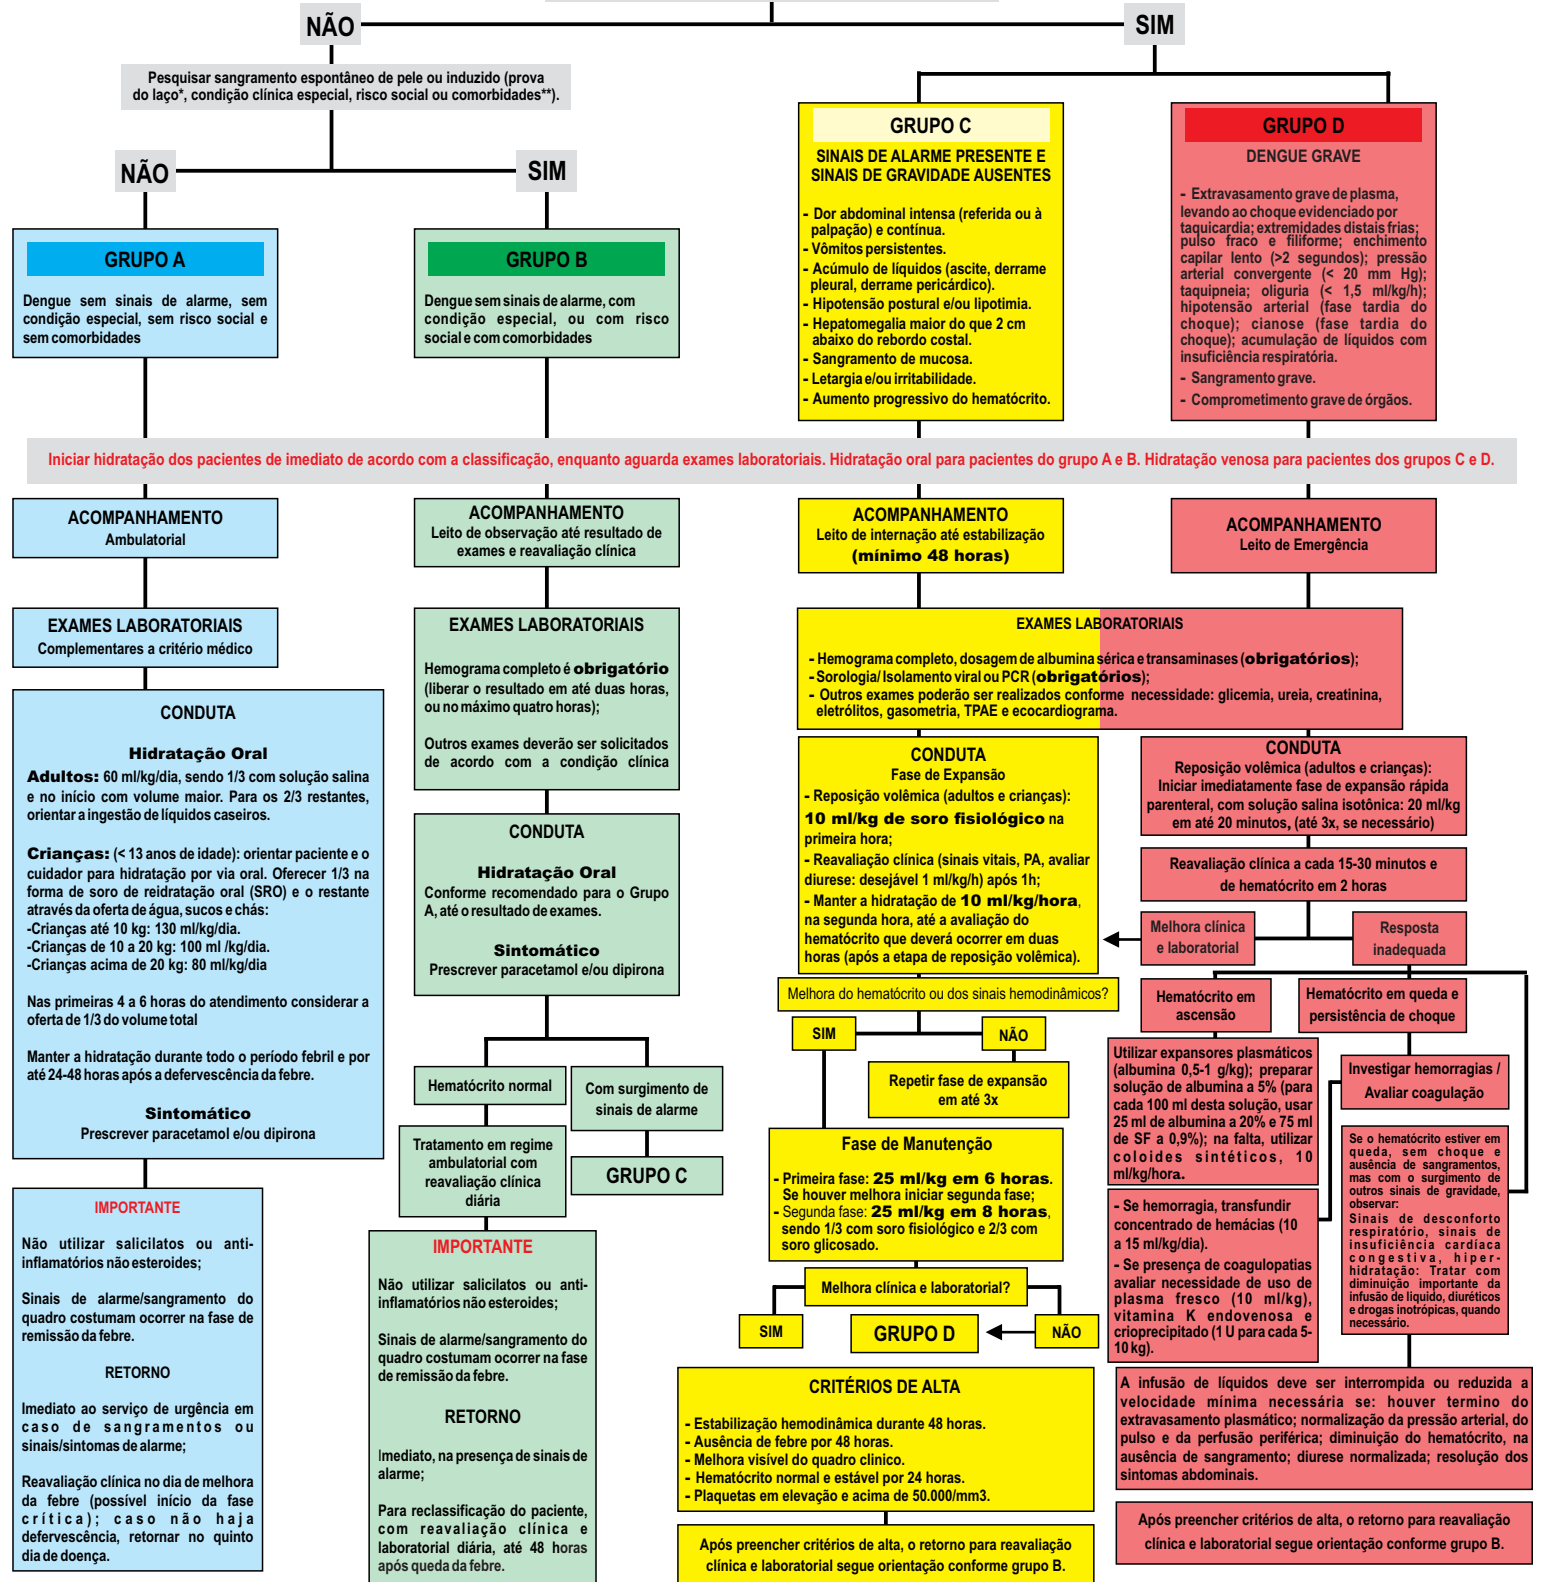 NÃO
SIM
Pesquisar sangramento espontâneo de pele ou induzido (prova
do laço*, condição clínica especial, risco social ou comorbidades**).
NÃO
SIM
GRUPO A
Dengue sem sinais de alarme, sem
condição especial, sem risco social e
sem comorbidades
GRUPO B
Dengue sem sinais de alarme, com
condição especial, ou com risco
social e com comorbidades
GRUPO C
SINAIS DE ALARME PRESENTE E
SINAIS DE GRAVIDADE AUSENTES
- Dor abdominal intensa (referida ou à
palpação) e contínua.
- Vômitos persistentes.
- Acúmulo de líquidos (ascite, derrame
pleural, derrame pericárdico).
- Hipotensão postural e/ou lipotimia.
- Hepatomegalia maior do que 2 cm
abaixo do rebordo costal.
- Sangramento de mucosa.
- Letargia e/ou irritabilidade.
- Aumento progressivo do hematócrito.
GRUPO D
DENGUE GRAVE
- Extravasamento grave de plasma,
levando ao choque evidenciado por
taquicardia; extremidades distais frias;
pulso fraco e filiforme; enchimento
capilar lento (>2 segundos); pressão
arterial convergente (< 20 mm Hg);
taquipneia; oliguria (< 1,5 ml/kg/h);
hipotensão arterial (fase tardia do
choque); cianose (fase tardia do
choque); acumulação de líquidos com
insuficiência respiratória.
- Sangramento grave.
- Comprometimento grave de órgãos.
Iniciar hidratação dos pacientes de imediato de acordo com a classificação, enquanto aguarda exames laboratoriais. Hidratação oral para pacientes do grupo A e B. Hidratação venosa para pacientes dos grupos C e D.
ACOMPANHAMENTO
Ambulatorial
ACOMPANHAMENTO
Leito de observação até resultado de
exames e reavaliação clínica
ACOMPANHAMENTO
Leito de internação até estabilização
(mínimo 48 horas)
ACOMPANHAMENTO
Leito de Emergência
EXAMES LABORATORIAIS
Complementares a critério médico
EXAMES LABORATORIAIS
Hemograma completo é obrigatório
(liberar o resultado em até duas horas,
ou no máximo quatro horas);
Outros exames deverão ser solicitados
de acordo com a condição clínica
EXAMES LABORATORIAIS
- Hemograma completo, dosagem de albumina sérica e transaminases (obrigatórios);
- Sorologia/ Isolamento viral ou PCR (obrigatórios);
- Outros exames poderão ser realizados conforme necessidade: glicemia, ureia, creatinina,
eletrólitos, gasometria, TPAE e ecocardiograma.
CONDUTA
Hidratação Oral
Adultos: 60 ml/kg/dia, sendo 1/3 com solução salina
e no início com volume maior. Para os 2/3 restantes,
orientar a ingestão de líquidos caseiros.
Crianças: (< 13 anos de idade): orientar paciente e o
cuidador para hidratação por via oral. Oferecer 1/3 na
forma de soro de reidratação oral (SRO) e o restante
através da oferta de água, sucos e chás:
-Crianças até 10 kg: 130 ml/kg/dia.
-Crianças de 10 a 20 kg: 100 ml /kg/dia.
-Crianças acima de 20 kg: 80 ml/kg/dia
Nas primeiras 4 a 6 horas do atendimento considerar a
oferta de 1/3 do volume total
Manter a hidratação durante todo o período febril e por
até 24-48 horas após a defervescência da febre.
Sintomático
Prescrever paracetamol e/ou dipirona
CONDUTA
Hidratação Oral
Conforme recomendado para o Grupo
A, até o resultado de exames.
Sintomático
Prescrever paracetamol e/ou dipirona
Hematócrito normal
Com surgimento de
sinais de alarme
Tratamento em regime
ambulatorial com
reavaliação clínica
diária
GRUPO C
CONDUTA
Fase de Expansão
- Reposição volêmica (adultos e crianças):
10 ml/kg de soro fisiológico na
primeira hora;
- Reavaliação clínica (sinais vitais, PA, avaliar
diurese: desejável 1 ml/kg/h) após 1h;
- Manter a hidratação de 10 ml/kg/hora,
na segunda hora, até a avaliação do
hematócrito que deverá ocorrer em duas
horas (após a etapa de reposição volêmica).
Melhora do hematócrito ou dos sinais hemodinâmicos?
SIM
NÃO
Repetir fase de expansão
em até 3x
Fase de Manutenção
- Primeira fase: 25 ml/kg em 6 horas.
Se houver melhora iniciar segunda fase;
- Segunda fase: 25 ml/kg em 8 horas,
sendo 1/3 com soro fisiológico e 2/3 com
soro glicosado.
Melhora clínica e laboratorial?
SIM
GRUPO D
NÃO
CONDUTA
Reposição volêmica (adultos e crianças):
Iniciar imediatamente fase de expansão rápida
parenteral, com solução salina isotônica: 20 ml/kg
em até 20 minutos, (até 3x, se necessário)
Reavaliação clínica a cada 15-30 minutos e
de hematócrito em 2 horas
Melhora clínica
e laboratorial
Resposta
inadequada
Hematócrito em
ascensão
Hematócrito em queda e
persistência de choque
Utilizar expansores plasmáticos
(albumina 0,5-1 g/kg); preparar
solução de albumina a 5% (para
cada 100 ml desta solução, usar
25 ml de albumina a 20% e 75 ml
de SF a 0,9%); na falta, utilizar
coloides sintéticos, 10
ml/kg/hora.
Investigar hemorragias /
Avaliar coagulação
- Se hemorragia, transfundir
concentrado de hemácias (10
a 15 ml/kg/dia).
- Se presença de coagulopatias
avaliar necessidade de uso de
plasma fresco (10 ml/kg),
vitamina K endovenosa e
crioprecipitado (1 U para cada 5-
10 kg).
Se o hematócrito estiver em
queda, sem choque e
ausência de sangramentos,
mas com o surgimento de
outros sinais de gravidade,
observar:
Sinais de desconforto
respiratório, sinais de
insuficiência cardíaca
congestiva, hiper-
hidratação: Tratar com
diminuição importante da
infusão de liquido, diuréticos
e drogas inotrópicas, quando
necessário.
IMPORTANTE
Não utilizar salicilatos ou anti-
inflamatórios não esteroides;
Sinais de alarme/sangramento do
quadro costumam ocorrer na fase de
remissão da febre.
RETORNO
Imediato ao serviço de urgência em
caso de sangramentos ou
sinais/sintomas de alarme;
Reavaliação clínica no dia de melhora
da febre (possível início da fase
crítica); caso não haja
defervescência, retornar no quinto
dia de doença.
IMPORTANTE
Não utilizar salicilatos ou anti-
inflamatórios não esteroides;
Sinais de alarme/sangramento do
quadro costumam ocorrer na fase
de remissão da febre.
RETORNO
Imediato, na presença de sinais de
alarme;
Para reclassificação do paciente,
com reavaliação clínica e
laboratorial diária, até 48 horas
após queda da febre.
CRITÉRIOS DE ALTA
- Estabilização hemodinâmica durante 48 horas.
- Ausência de febre por 48 horas.
- Melhora visível do quadro clinico.
- Hematócrito normal e estável por 24 horas.
- Plaquetas em elevação e acima de 50.000/mm3.
Após preencher critérios de alta, o retorno para reavaliação
clínica e laboratorial segue orientação conforme grupo B.
A infusão de líquidos deve ser interrompida ou reduzida a
velocidade mínima necessária se: houver termino do
extravasamento plasmático; normalização da pressão arterial, do
pulso e da perfusão periférica; diminuição do hematócrito, na
ausência de sangramento; diurese normalizada; resolução dos
sintomas abdominais.
Após preencher critérios de alta, o retorno para reavaliação
clínica e laboratorial segue orientação conforme grupo B.